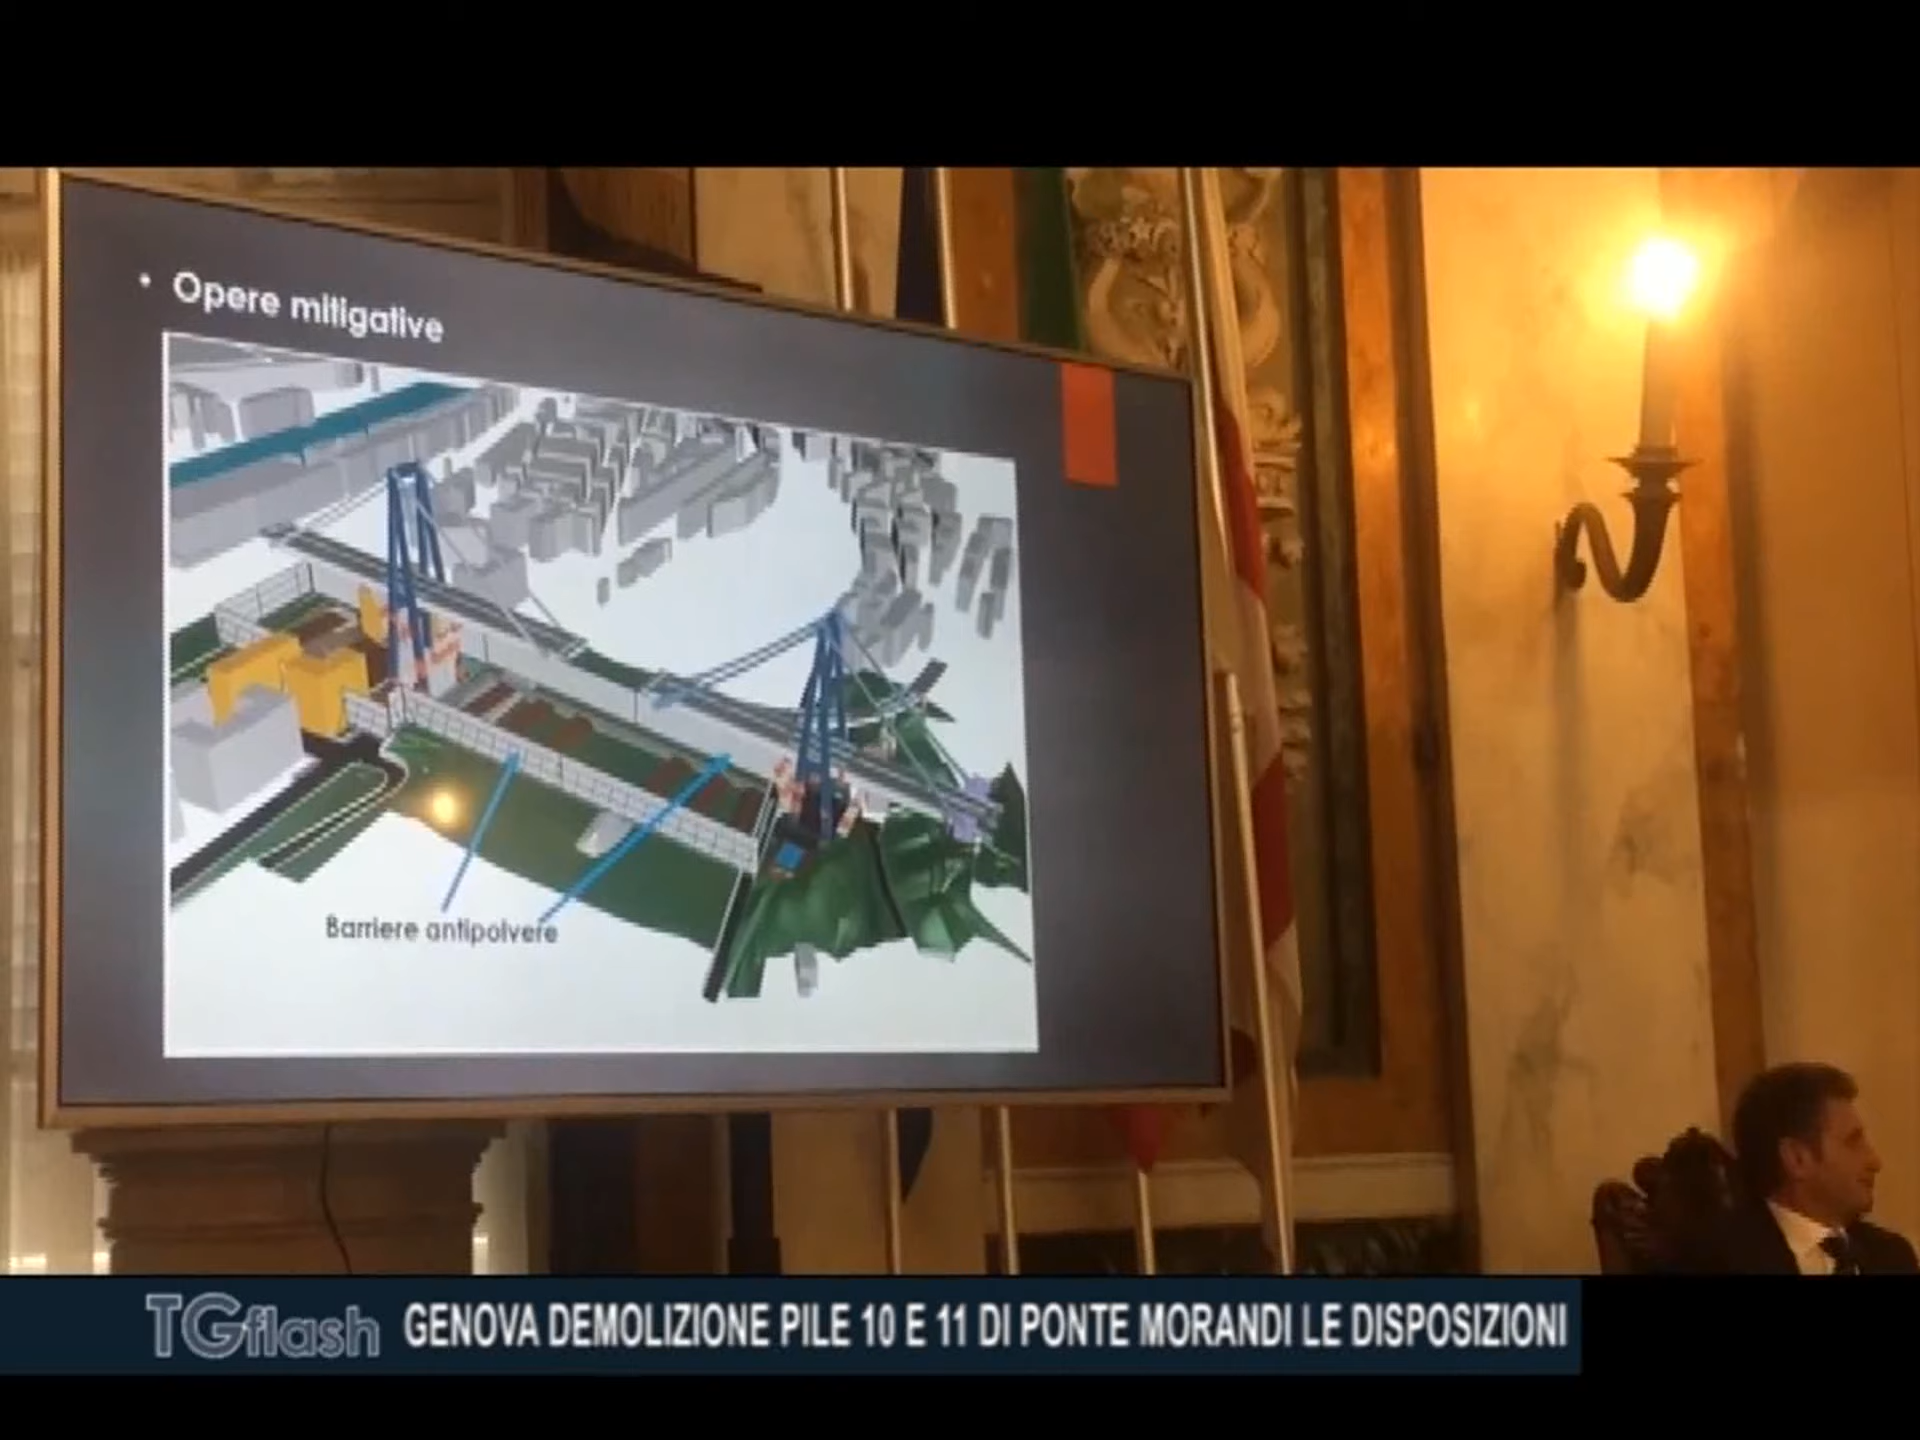 • Opere mitigative
Barriere antipolvere
TGflash GENOVA DEMOLIZIONE PILE 10 E 11 DI PONTE MORANDI LE DISPOSIZIONI